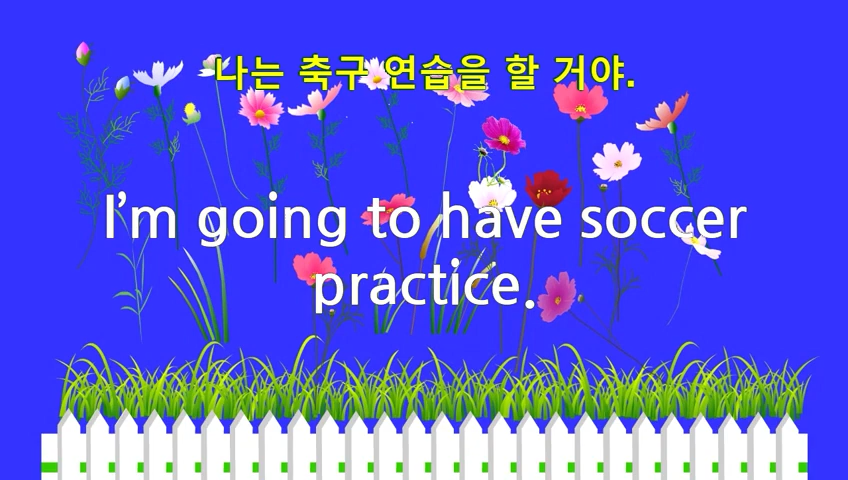 나는 축구 연습을 할 거야.
I'm going to have soccer
practice.